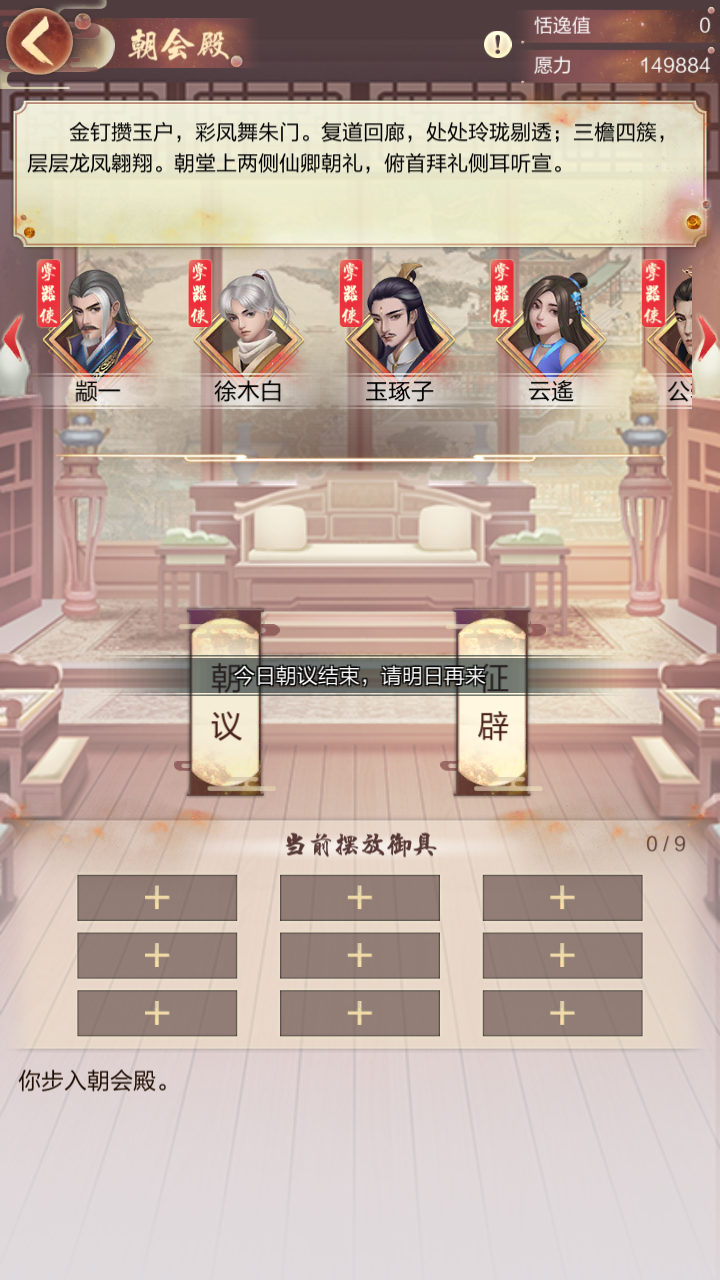 朝会殿
恬逸值 0
愿力 149884
金钉攒玉户，彩凤舞朱门。复道回廊，处处玲珑剔透；三檐四簇，
层层龙凤翱翔。朝堂上两侧仙卿朝礼，俯首拜礼侧耳听宣。
掌器使 掌器使 掌器使 掌器使 掌器使
颛一 徐木白 玉琢子 云遙 公
朝议 征辟
今日朝议结束，请明日再来
当前摆放御具 0/9
你步入朝会殿。